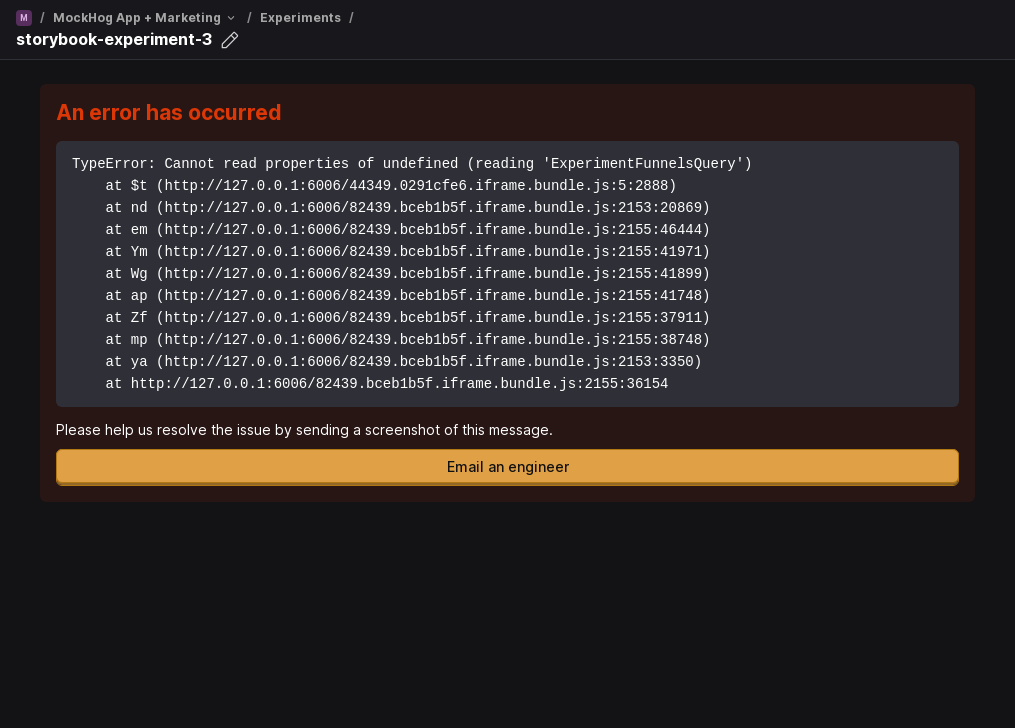 M / MockHog App + Marketing / Experiments /
storybook-experiment-3
An error has occurred
TypeError: Cannot read properties of undefined (reading 'ExperimentFunnelsQuery')
    at $t (http://127.0.0.1:6006/44349.0291cfe6.iframe.bundle.js:5:2888)
    at nd (http://127.0.0.1:6006/82439.bceb1b5f.iframe.bundle.js:2153:20869)
    at em (http://127.0.0.1:6006/82439.bceb1b5f.iframe.bundle.js:2155:46444)
    at Ym (http://127.0.0.1:6006/82439.bceb1b5f.iframe.bundle.js:2155:41971)
    at Wg (http://127.0.0.1:6006/82439.bceb1b5f.iframe.bundle.js:2155:41899)
    at ap (http://127.0.0.1:6006/82439.bceb1b5f.iframe.bundle.js:2155:41748)
    at Zf (http://127.0.0.1:6006/82439.bceb1b5f.iframe.bundle.js:2155:37911)
    at mp (http://127.0.0.1:6006/82439.bceb1b5f.iframe.bundle.js:2155:38748)
    at ya (http://127.0.0.1:6006/82439.bceb1b5f.iframe.bundle.js:2153:3350)
    at http://127.0.0.1:6006/82439.bceb1b5f.iframe.bundle.js:2155:36154
Please help us resolve the issue by sending a screenshot of this message.
Email an engineer